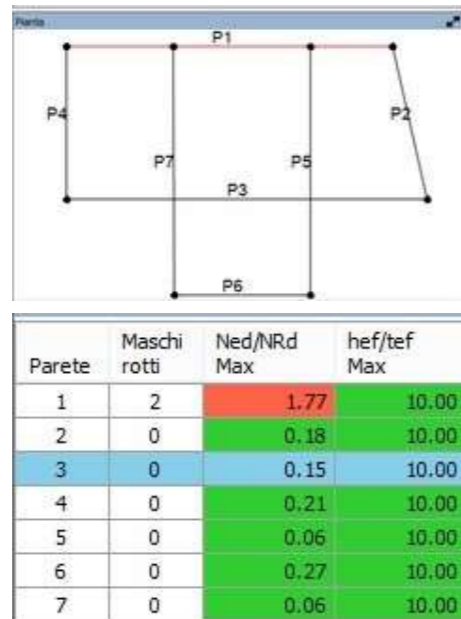 Pianta
P1
P4
P2
P7
P5
P3
P6
Parete Maschi rotti Ned/NRd Max hef/tef Max
1 2 1.77 10.00
2 0 0.18 10.00
3 0 0.15 10.00
4 0 0.21 10.00
5 0 0.06 10.00
6 0 0.27 10.00
7 0 0.06 10.00